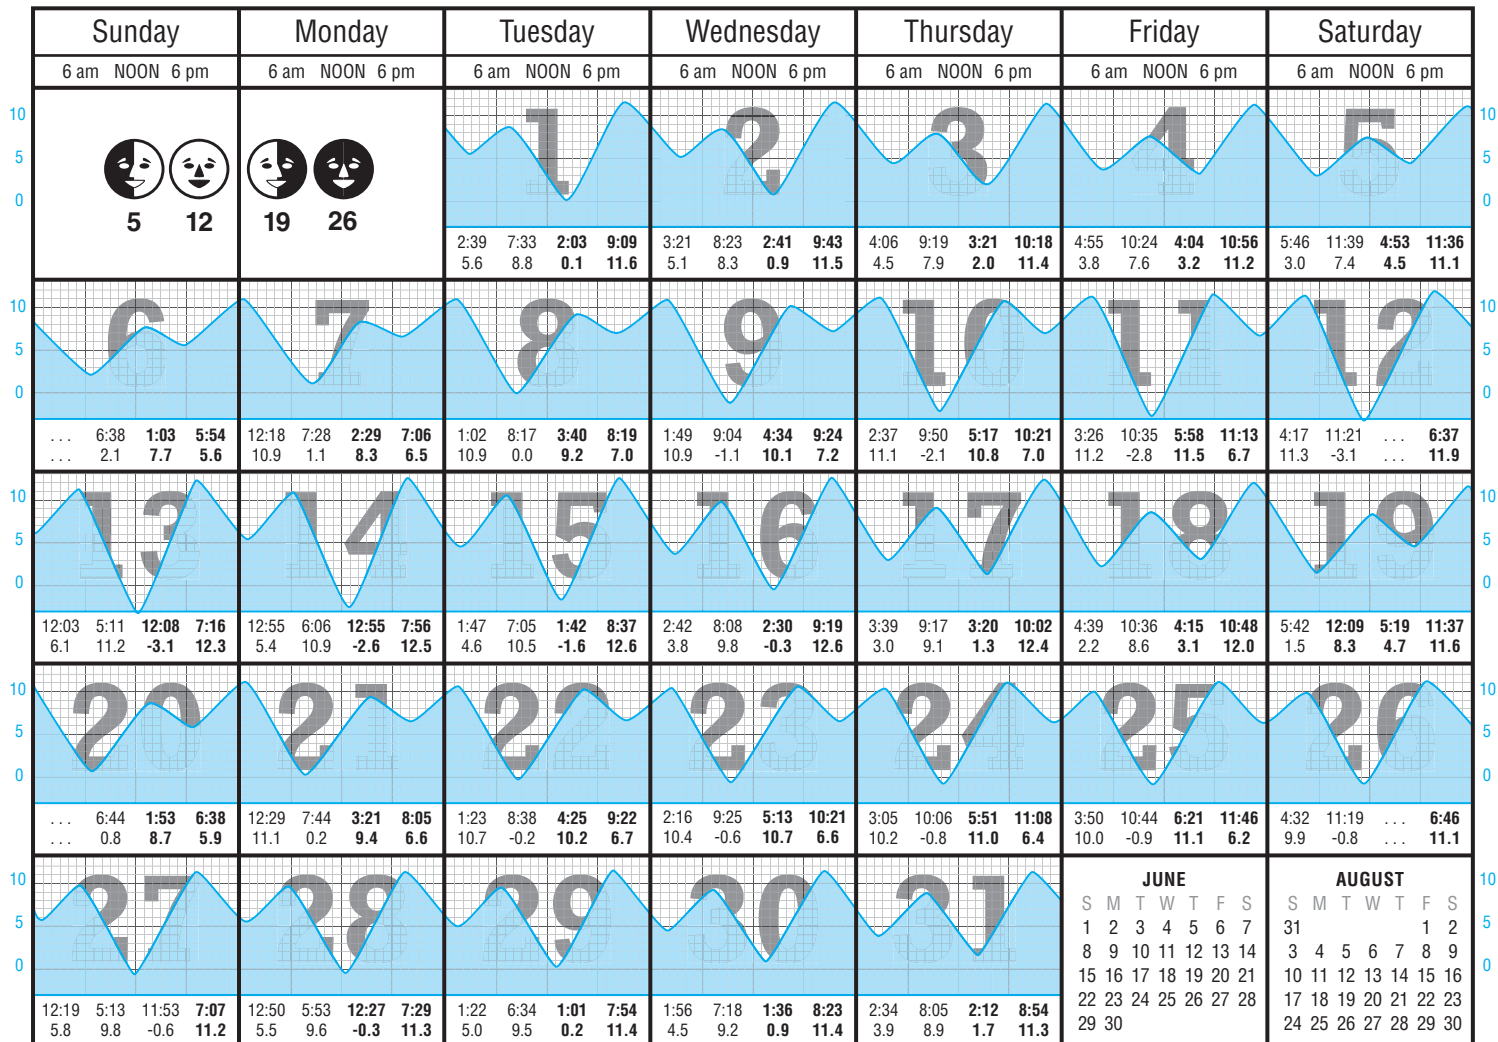 Sunday Monday Tuesday Wednesday Thursday Friday Saturday
6 am NOON 6 pm 6 am NOON 6 pm 6 am NOON 6 pm 6 am NOON 6 pm 6 am NOON 6 pm 6 am NOON 6 pm 6 am NOON 6 pm
10 1 2 3 4 5 10
5 5
0 0
5 12 19 26
2:39 7:33 2:03 9:09 3:21 8:23 2:41 9:43 4:06 9:19 3:21 10:18 4:55 10:24 4:04 10:56 5:46 11:39 4:53 11:36
5.6 8.8 0.1 11.6 5.1 8.3 0.9 11.5 4.5 7.9 2.0 11.4 3.8 7.6 3.2 11.2 3.0 7.4 4.5 11.1
10 6 7 8 9 10 11 12 10
5 5
0 0
. . . 6:38 1:03 5:54 12:18 7:28 2:29 7:06 1:02 8:17 3:40 8:19 1:49 9:04 4:34 9:24 2:37 9:50 5:17 10:21 3:26 10:35 5:58 11:13 4:17 11:21 . . . 6:37
. . . 2.1 7.7 5.6 10.9 1.1 8.3 6.5 10.9 0.0 9.2 7.0 10.9 -1.1 10.1 7.2 11.1 -2.1 10.8 7.0 11.2 -2.8 11.5 6.7 11.3 -3.1 . . . 11.9
10 13 14 15 16 17 18 19 10
5 5
0 0
12:03 5:11 12:08 7:16 12:55 6:06 12:55 7:56 1:47 7:05 1:42 8:37 2:42 8:08 2:30 9:19 3:39 9:17 3:20 10:02 4:39 10:36 4:15 10:48 5:42 12:09 5:19 11:37
6.1 11.2 -3.1 12.3 5.4 10.9 -2.6 12.5 4.6 10.5 -1.6 12.6 3.8 9.8 -0.3 12.6 3.0 9.1 1.3 12.4 2.2 8.6 3.1 12.0 1.5 8.3 4.7 11.6
10 20 21 22 23 24 25 26 10
5 5
0 0
. . . 6:44 1:53 6:38 12:29 7:44 3:21 8:05 1:23 8:38 4:25 9:22 2:16 9:25 5:13 10:21 3:05 10:06 5:51 11:08 3:50 10:44 6:21 11:46 4:32 11:19 . . . 6:46
. . . 0.8 8.7 5.9 11.1 0.2 9.4 6.6 10.7 -0.2 10.2 6.7 10.4 -0.6 10.7 6.6 10.2 -0.8 11.0 6.4 10.0 -0.9 11.1 6.2 9.9 -0.8 . . . 11.1
10 27 28 29 30 31 10
5 5
0 0
12:19 5:13 11:53 7:07 12:50 5:53 12:27 7:29 1:22 6:34 1:01 7:54 1:56 7:18 1:36 8:23 2:34 8:05 2:12 8:54
5.8 9.8 -0.6 11.2 5.5 9.6 -0.3 11.3 5.0 9.5 0.2 11.4 4.5 9.2 0.9 11.4 3.9 8.9 1.7 11.3
JUNE
S M T W T F S
1 2 3 4 5 6 7
8 9 10 11 12 13 14
15 16 17 18 19 20 21
22 23 24 25 26 27 28
29 30
AUGUST
S M T W T F S
31 1 2
3 4 5 6 7 8 9
10 11 12 13 14 15 16
17 18 19 20 21 22 23
24 25 26 27 28 29 30